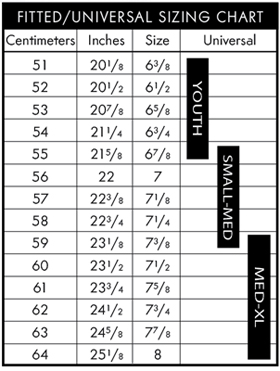 FITTED/UNIVERSAL SIZING CHART
Centimeters Inches Size Universal
51 20 1/8 6 3/8
52 20 1/2 6 1/2
53 20 7/8 6 5/8
54 21 1/4 6 3/4
55 21 5/8 6 7/8
56 22 7
57 22 3/8 7 1/8
58 22 3/4 7 1/4
59 23 1/8 7 3/8
60 23 1/2 7 1/2
61 23 3/4 7 5/8
62 24 1/2 7 3/4
63 24 5/8 7 7/8
64 25 1/8 8
YOUTH
SMALL-MED
MED-XL